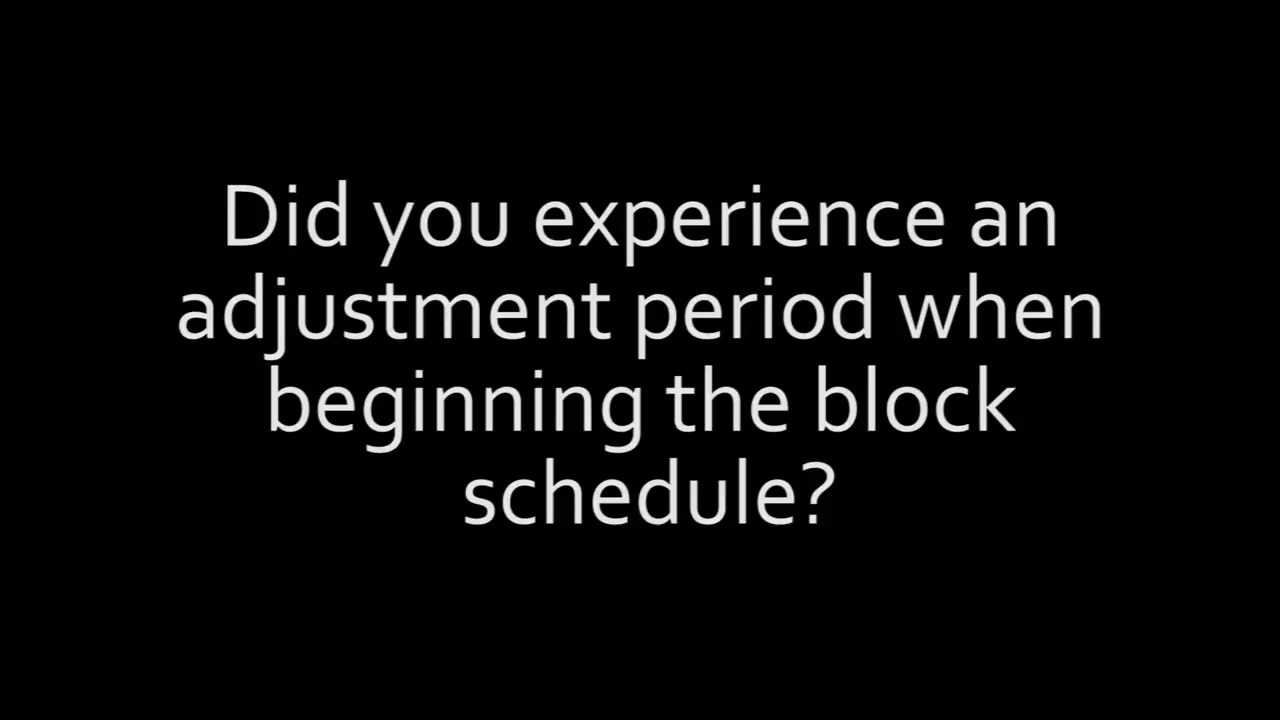 Did you experience an
adjustment period when
beginning the block
schedule?